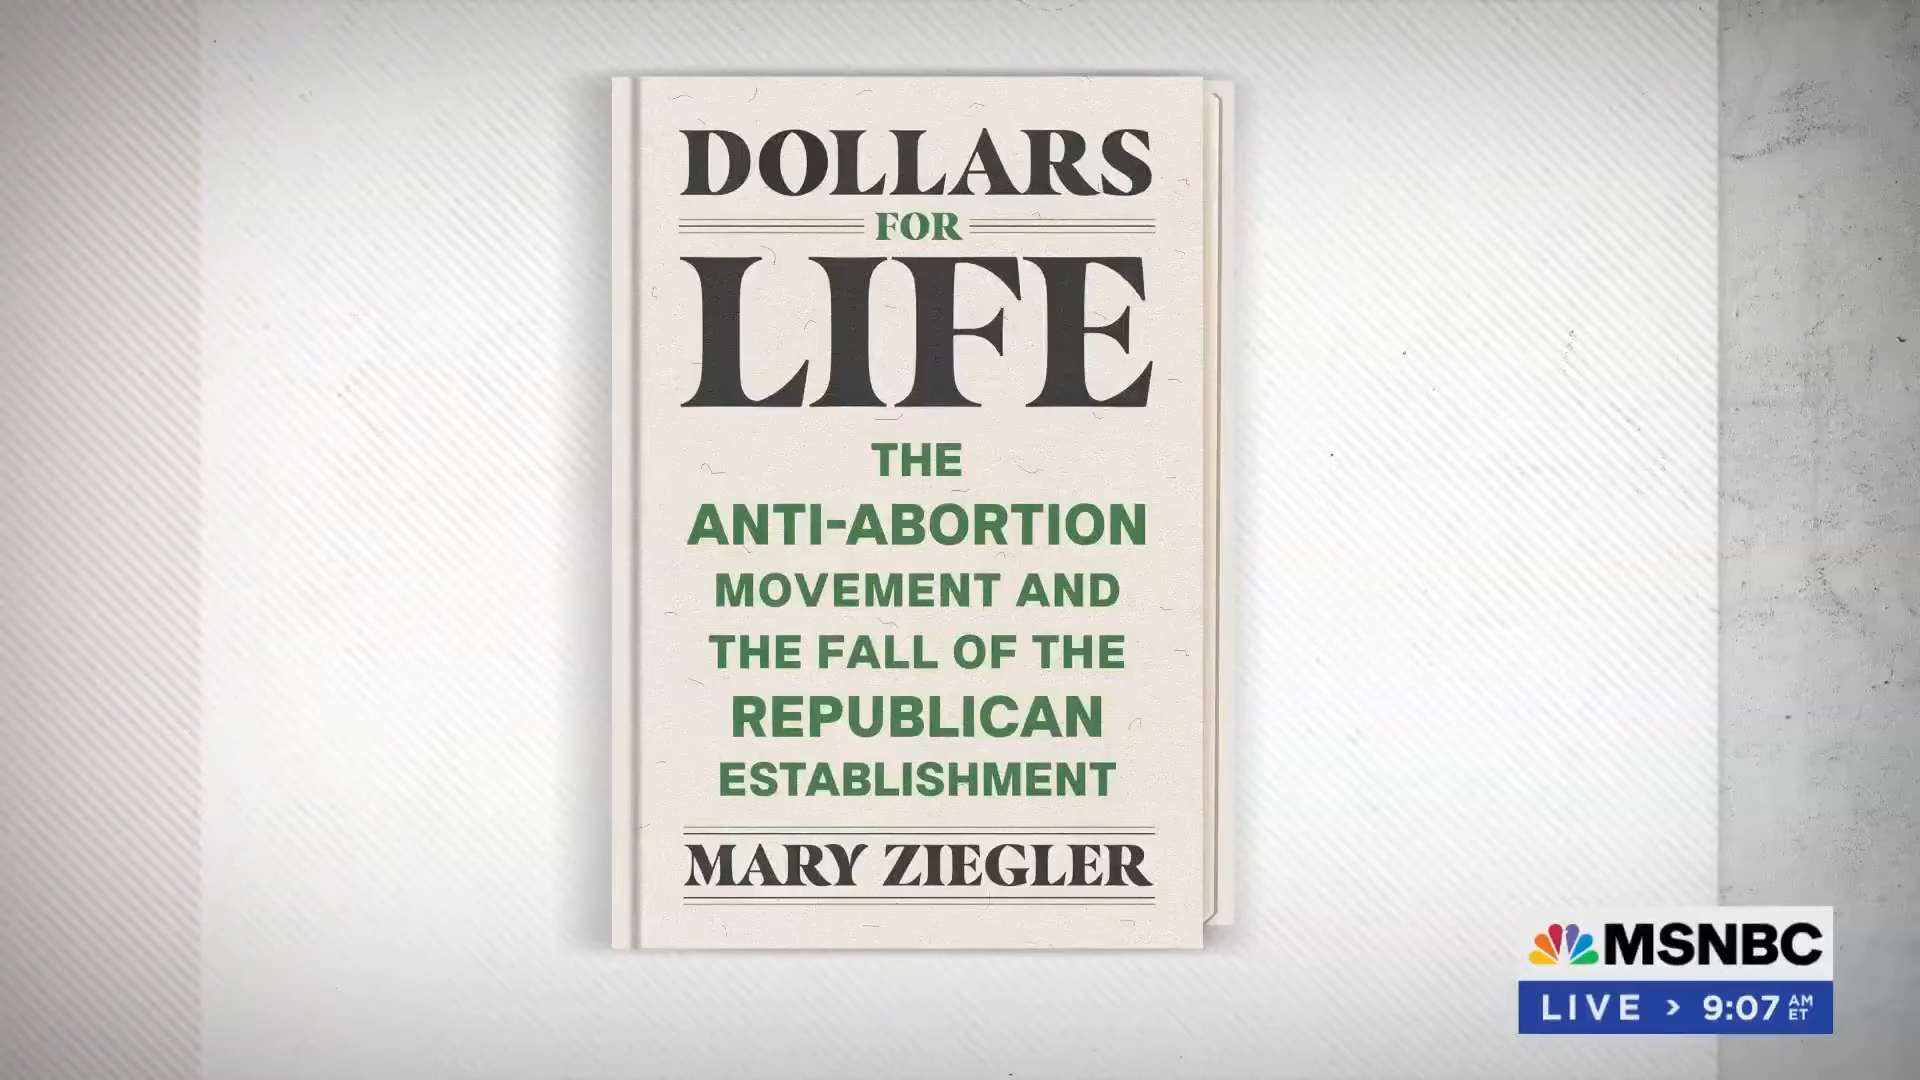 DOLLARS
FOR
LIFE
THE
ANTI-ABORTION
MOVEMENT AND
THE FALL OF THE
REPUBLICAN
ESTABLISHMENT
MARY ZIEGLER
MSNBC
LIVE > 9:07 AM ET